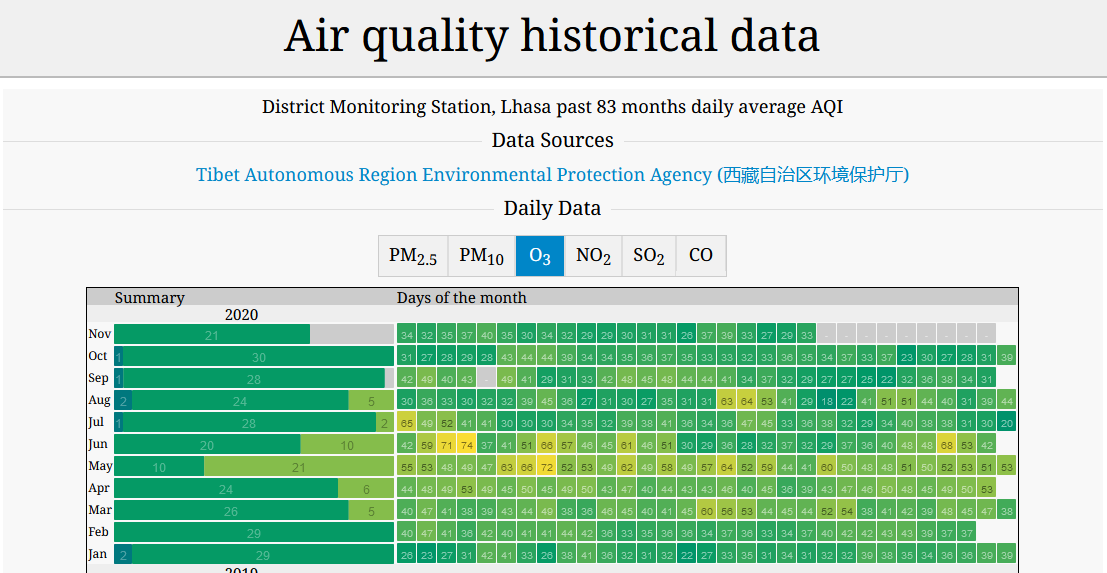 Air quality historical data
District Monitoring Station, Lhasa past 83 months daily average AQI
Data Sources
Tibet Autonomous Region Environmental Protection Agency (西藏自治区环境保护厅)
Daily Data
PM2.5 PM10 O3 NO2 SO2 CO
Summary Days of the month
2020
Nov 21 34 32 35 37 40 35 30 34 32 29 29 30 31 31 26 37 39 33 27 29 33 - - - - - - - - -
Oct 1 30 31 27 28 29 28 43 44 44 39 34 34 35 36 37 35 33 33 32 33 36 35 34 37 33 37 23 30 27 28 31 39
Sep 1 28 42 49 40 43 - 49 41 29 31 33 42 48 45 48 44 44 41 34 37 32 29 27 27 25 22 32 36 38 34 31
Aug 2 24 5 30 36 33 30 32 32 39 45 36 27 31 30 27 35 31 31 63 64 53 41 29 18 22 41 51 51 44 40 31 39 44
Jul 1 28 2 65 49 52 41 41 30 30 30 35 30 32 39 38 41 36 34 36 47 45 33 36 38 32 34 38 36 28 31 29 30 20
Jun 20 10 42 59 71 74 37 41 51 66 57 46 45 61 46 51 30 29 36 28 32 37 32 29 37 36 40 48 48 68 53 42
May 10 21 55 53 48 49 47 63 66 72 52 53 49 62 49 58 49 57 64 52 59 44 41 60 50 48 48 51 50 52 53 51 53
Apr 24 6 44 48 49 53 49 45 50 45 49 50 43 47 40 44 43 43 46 40 45 36 39 43 47 46 50 48 45 49 50 53
Mar 26 5 40 47 41 38 39 43 44 49 38 36 46 45 40 41 45 60 56 53 44 45 44 52 54 38 41 42 39 48 45 47 38
Feb 29 40 47 41 36 42 40 41 41 44 42 36 33 35 36 36 34 37 36 33 34 37 40 42 43 38 37 39 37 37
Jan 2 29 26 23 27 31 42 41 33 26 38 41 36 32 31 32 22 27 33 35 31 34 31 32 32 39 38 35 34 36 36 39 39
2019